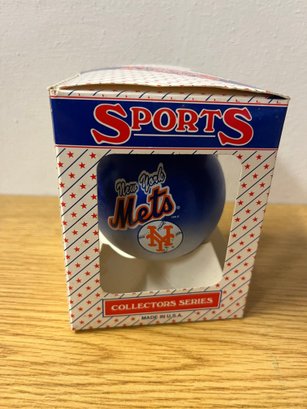 SPORTS
New York
Mets
NY
COLLECTORS SERIES
MADE IN U.S.A.